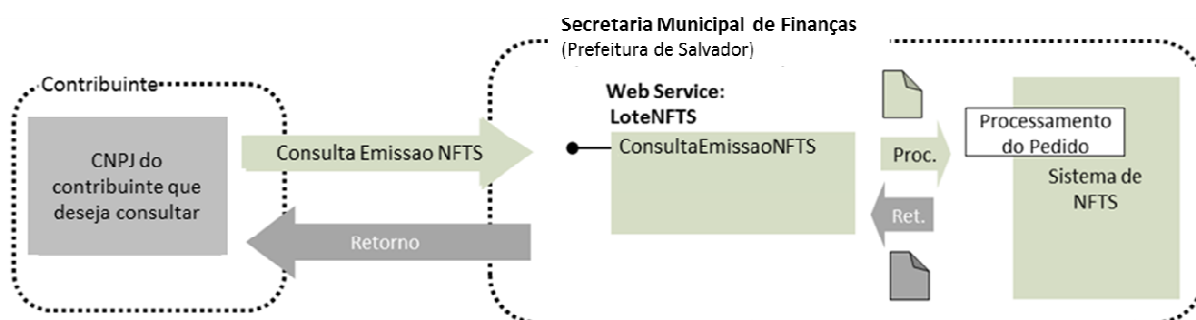 Secretaria Municipal de Finanças
(Prefeitura de Salvador)
Contribuinte
CNPJ do
contribuinte que
deseja consultar
Consulta Emissao NFTS
Retorno
Web Service:
LoteNFTS
ConsultaEmissaoNFTS
Proc.
Ret.
Processamento
do Pedido
Sistema de
NFTS